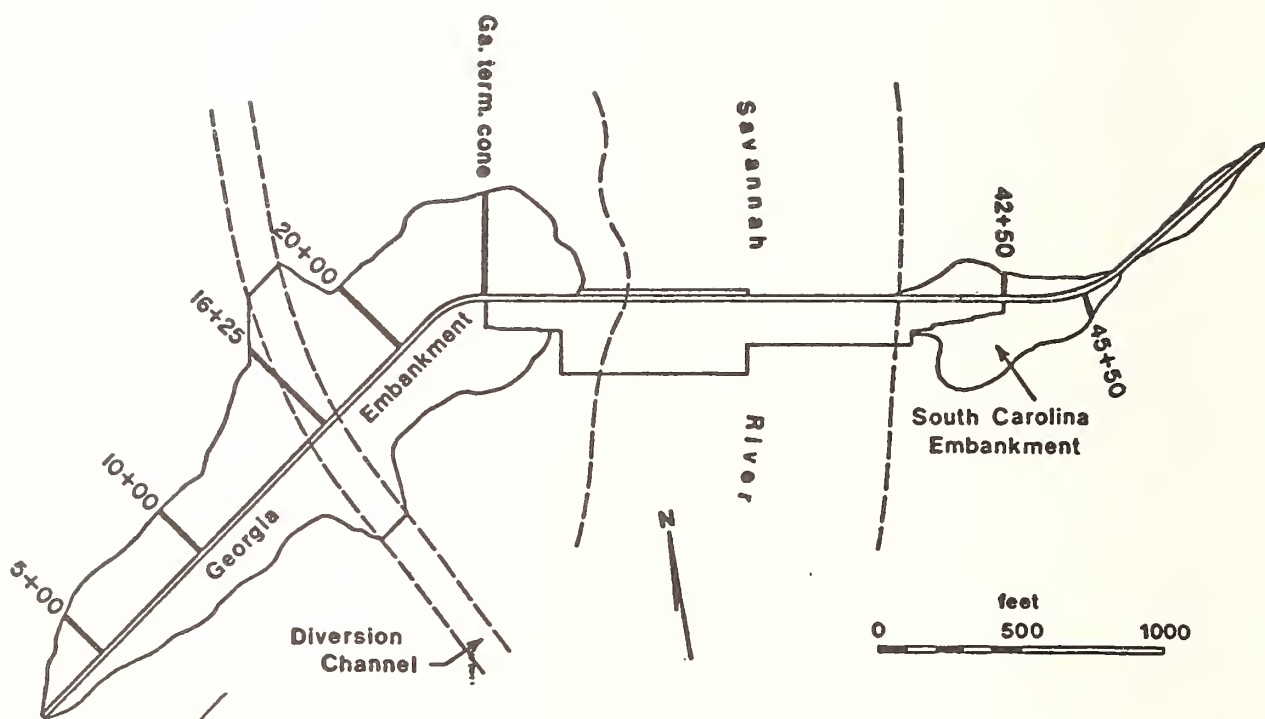 Ga. term. cone
Savannah
River
20+00
16+25
10+00
5+00
42+50
45+50
Georgia
Embankment
South Carolina
Embankment
Diversion
Channel
N
feet
0 500 1000